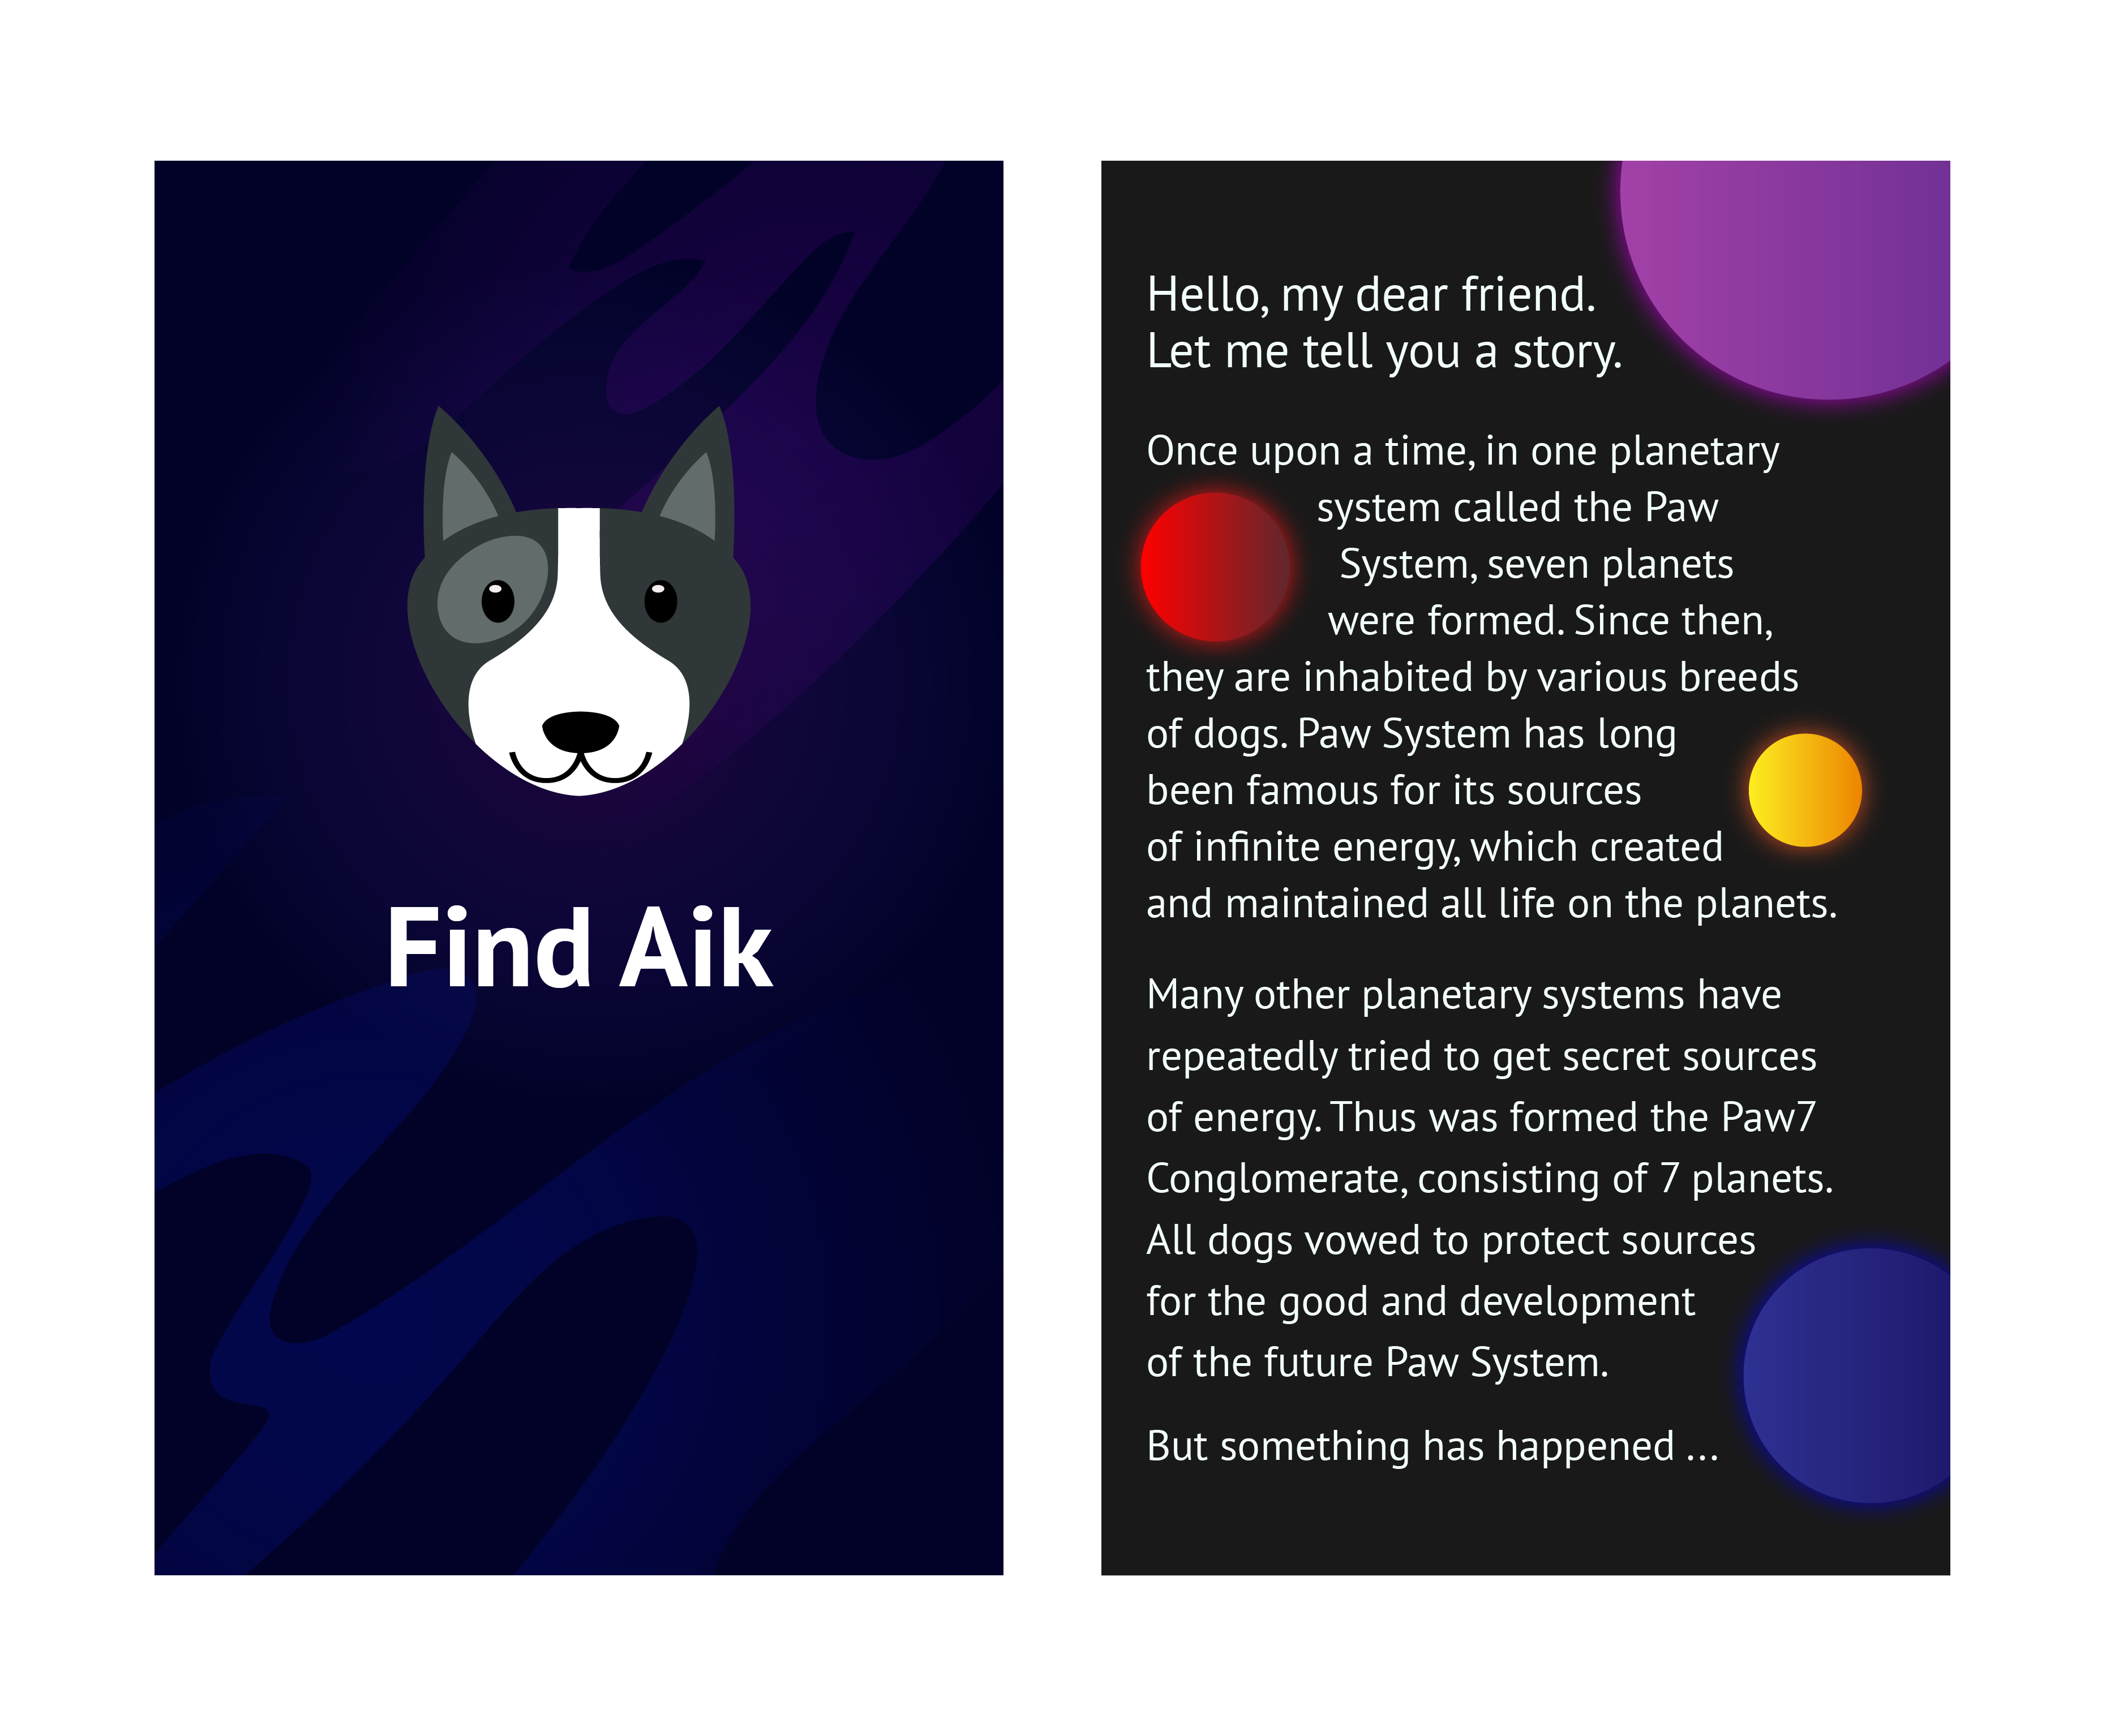 Find Aik
Hello, my dear friend.
Let me tell you a story.
Once upon a time, in one planetary
system called the Paw
System, seven planets
were formed. Since then,
they are inhabited by various breeds
of dogs. Paw System has long
been famous for its sources
of infinite energy, which created
and maintained all life on the planets.
Many other planetary systems have
repeatedly tried to get secret sources
of energy. Thus was formed the Paw7
Conglomerate, consisting of 7 planets.
All dogs vowed to protect sources
for the good and development
of the future Paw System.
But something has happened ...